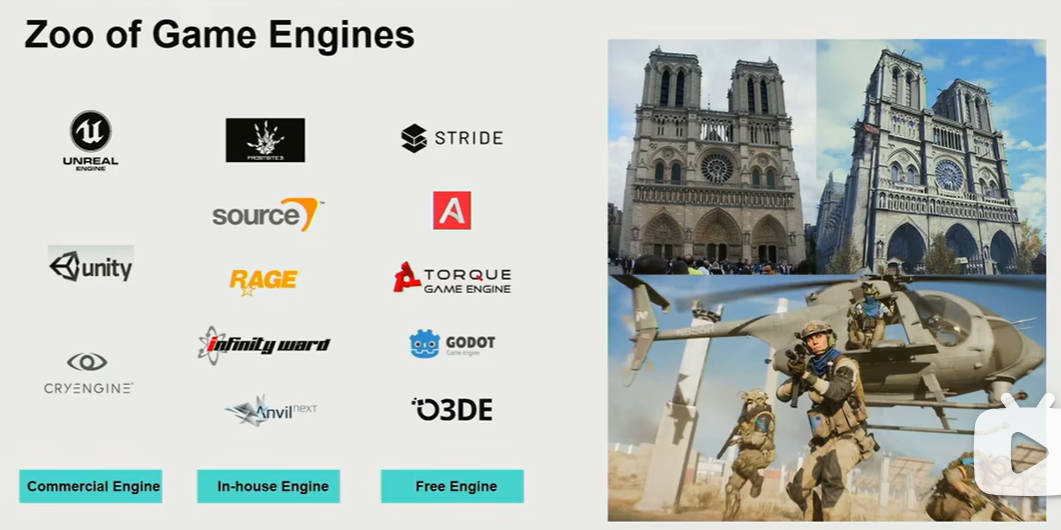 Zoo of Game Engines
UNREAL
ENGINE
unity
CRYENGINE
FROSTBITE 3
source
RAGE
infinity ward
Anvil NEXT
STRIDE
A
TORQUE
GAME ENGINE
GODOT
Game engine
O3DE
Commercial Engine
In-house Engine
Free Engine